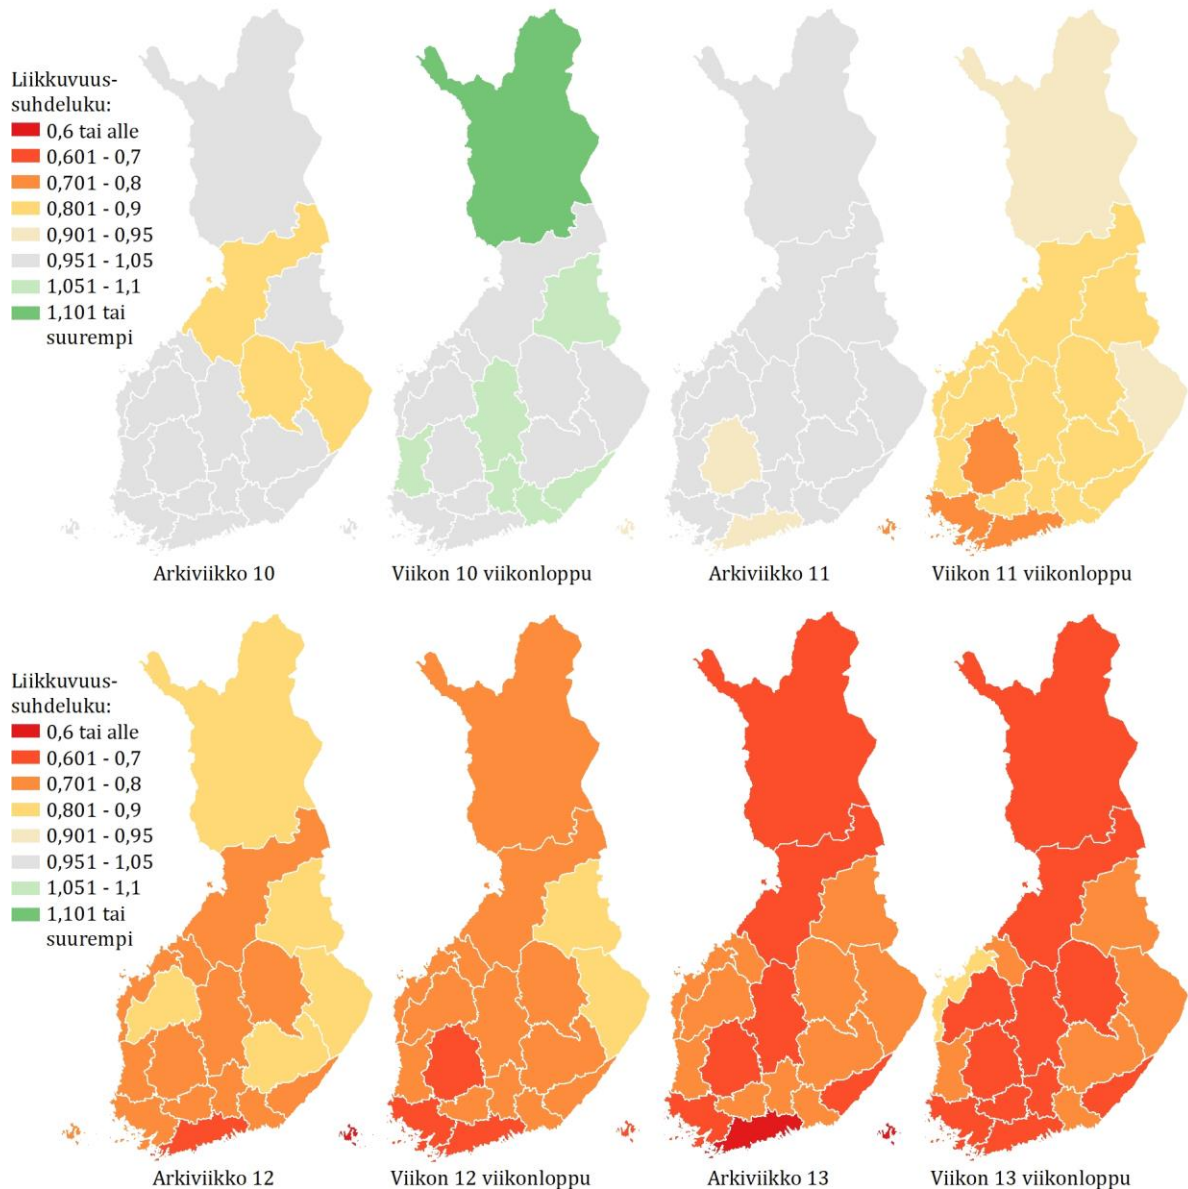 Liikkuvuus-
suhdeluku:
0,6 tai alle
0,601 - 0,7
0,701 - 0,8
0,801 - 0,9
0,901 - 0,95
0,951 - 1,05
1,051 - 1,1
1,101 tai
suurempi
Arkiviikko 10
Viikon 10 viikonloppu
Arkiviikko 11
Viikon 11 viikonloppu
Liikkuvuus-
suhdeluku:
0,6 tai alle
0,601 - 0,7
0,701 - 0,8
0,801 - 0,9
0,901 - 0,95
0,951 - 1,05
1,051 - 1,1
1,101 tai
suurempi
Arkiviikko 12
Viikon 12 viikonloppu
Arkiviikko 13
Viikon 13 viikonloppu